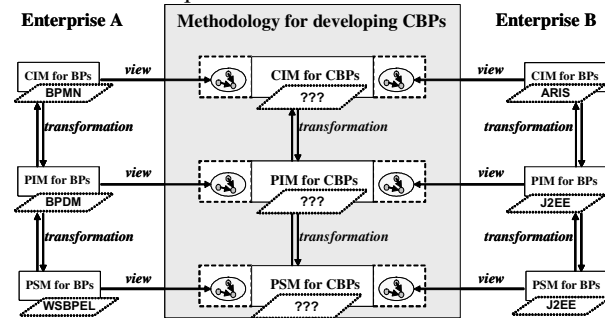 Enterprise A
Methodology for developing CBPs
Enterprise B
CIM for BPs
BPMN
view
CIM for CBPs
???
view
CIM for BPs
ARIS
transformation
transformation
transformation
PIM for BPs
BPDM
view
PIM for CBPs
???
view
PIM for BPs
J2EE
transformation
transformation
transformation
PSM for BPs
WSBPEL
view
PSM for CBPs
???
view
PSM for BPs
J2EE